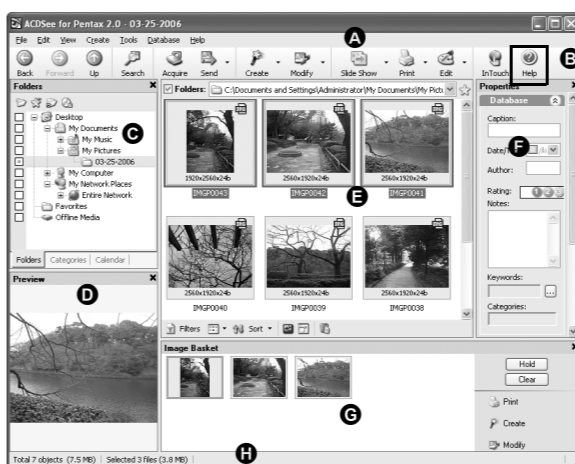 ACDSee for Pentax 2.0 - 03-25-2006
File Edit View Create Tools Database Help
A
B
Back Forward Up Search Acquire Send Create Modify Slide Show Print Edit InTouch Help
Folders
Folders: C:\Documents and Settings\Administrator\My Documents\My Pictu
Properties
Database
Desktop
My Documents
C
My Music
My Pictures
03-25-2006
My Computer
My Network Places
Entire Network
Favorites
Offline Media
Folders Categories Calendar
1920x2560x24b 2560x1920x24b 2560x1920x24b
IMGP0043 IMGP0042 IMGP0041
E
2560x1920x24b 2560x1920x24b 2560x1920x24b
IMGP0040 IMGP0039 IMGP0038
Filters Sort
Caption:
F
Author:
Rating: 1 2
Notes:
Keywords:
...
Categories:
Preview
D
Image Basket
G
Hold
Clear
Print
Create
Modify
Total 7 objects (7.5 MB) Selected 3 files (3.8 MB)
H